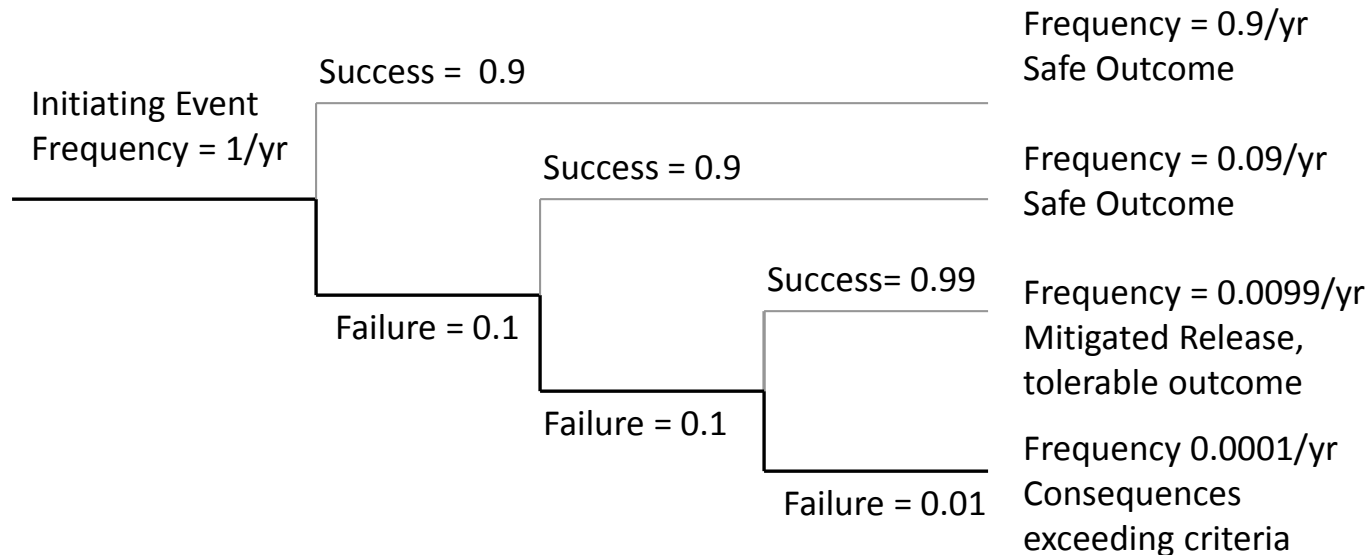 Initiating Event
Frequency = 1/yr
Success = 0.9
Frequency = 0.9/yr
Safe Outcome
Failure = 0.1
Success = 0.9
Frequency = 0.09/yr
Safe Outcome
Failure = 0.1
Success= 0.99
Frequency = 0.0099/yr
Mitigated Release,
tolerable outcome
Failure = 0.01
Frequency 0.0001/yr
Consequences
exceeding criteria